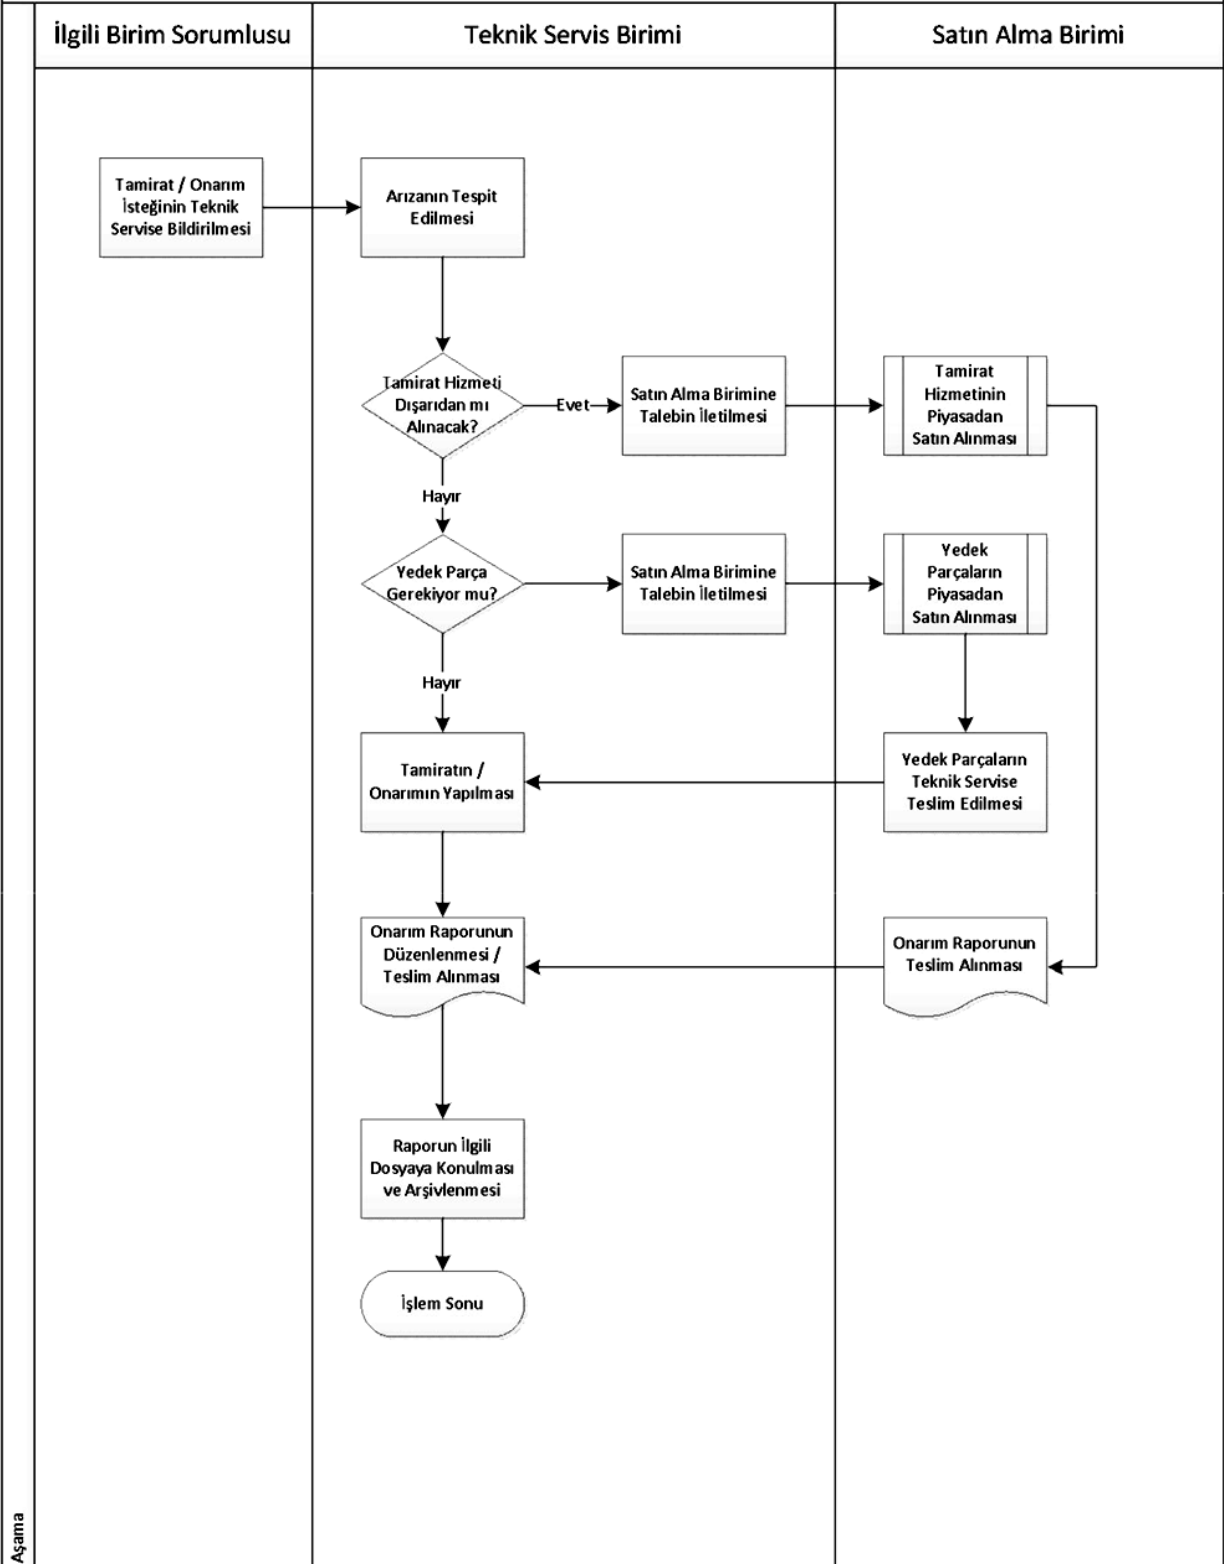 İlgili Birim Sorumlusu
Teknik Servis Birimi
Satın Alma Birimi
Tamirat / Onarım
İsteğinin Teknik
Servise Bildirilmesi
Arızanın Tespit
Edilmesi
Tamirat Hizmeti
Dışarıdan mı
Alınacak?
Evet
Satın Alma Birimine
Talebin İletilmesi
Tamirat
Hizmetinin
Piyasadan
Satın Alınması
Hayır
Yedek Parça
Gerekiyor mu?
Satın Alma Birimine
Talebin İletilmesi
Yedek
Parçaların
Piyasadan
Satın Alınması
Hayır
Tamiratın /
Onarımın Yapılması
Yedek Parçaların
Teknik Servise
Teslim Edilmesi
Onarım Raporunun
Düzenlenmesi /
Teslim Alınması
Onarım Raporunun
Teslim Alınması
Raporun İlgili
Dosyaya Konulması
ve Arşivlenmesi
İşlem Sonu
Aşama